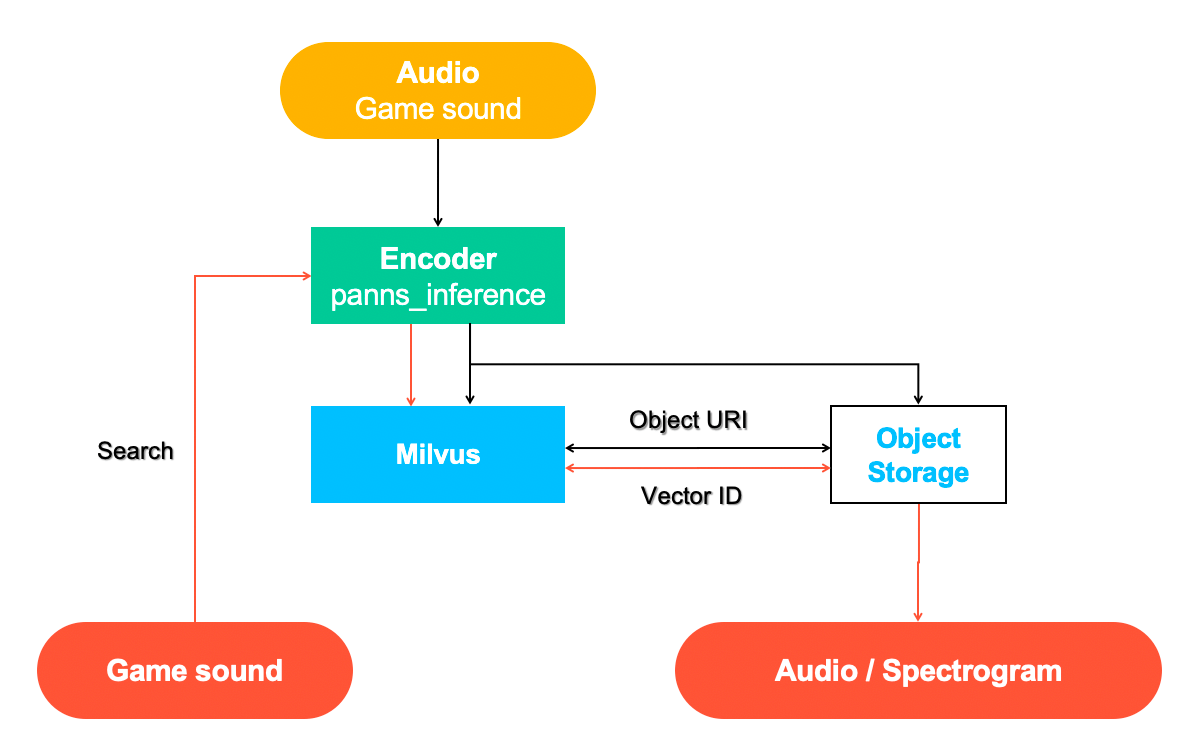 Audio
Game sound
Encoder
panns_inference
Search
Milvus
Object URI
Vector ID
Object
Storage
Game sound
Audio / Spectrogram